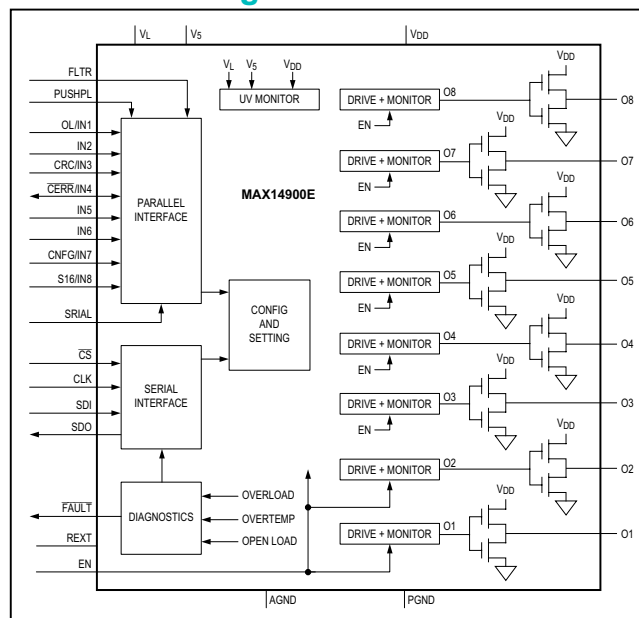 VL V5 VDD
FLTR
PUSHPL
OL/IN1
IN2
CRC/IN3
CERR/IN4
IN5
IN6
CNFG/IN7
S16/IN8
SRIAL
CS
CLK
SDI
SDO
FAULT
REXT
EN
PARALLEL
INTERFACE
SERIAL
INTERFACE
DIAGNOSTICS
VL V5 VDD
UV MONITOR
MAX14900E
CONFIG
AND
SETTING
OVERLOAD
OVERTEMP
OPEN LOAD
DRIVE + MONITOR O8 VDD O8
EN
DRIVE + MONITOR O7 VDD O7
EN
DRIVE + MONITOR O6 VDD O6
EN
DRIVE + MONITOR O5 VDD O5
EN
DRIVE + MONITOR O4 VDD O4
EN
DRIVE + MONITOR O3 VDD O3
EN
DRIVE + MONITOR O2 VDD O2
DRIVE + MONITOR O1 VDD O1
AGND PGND